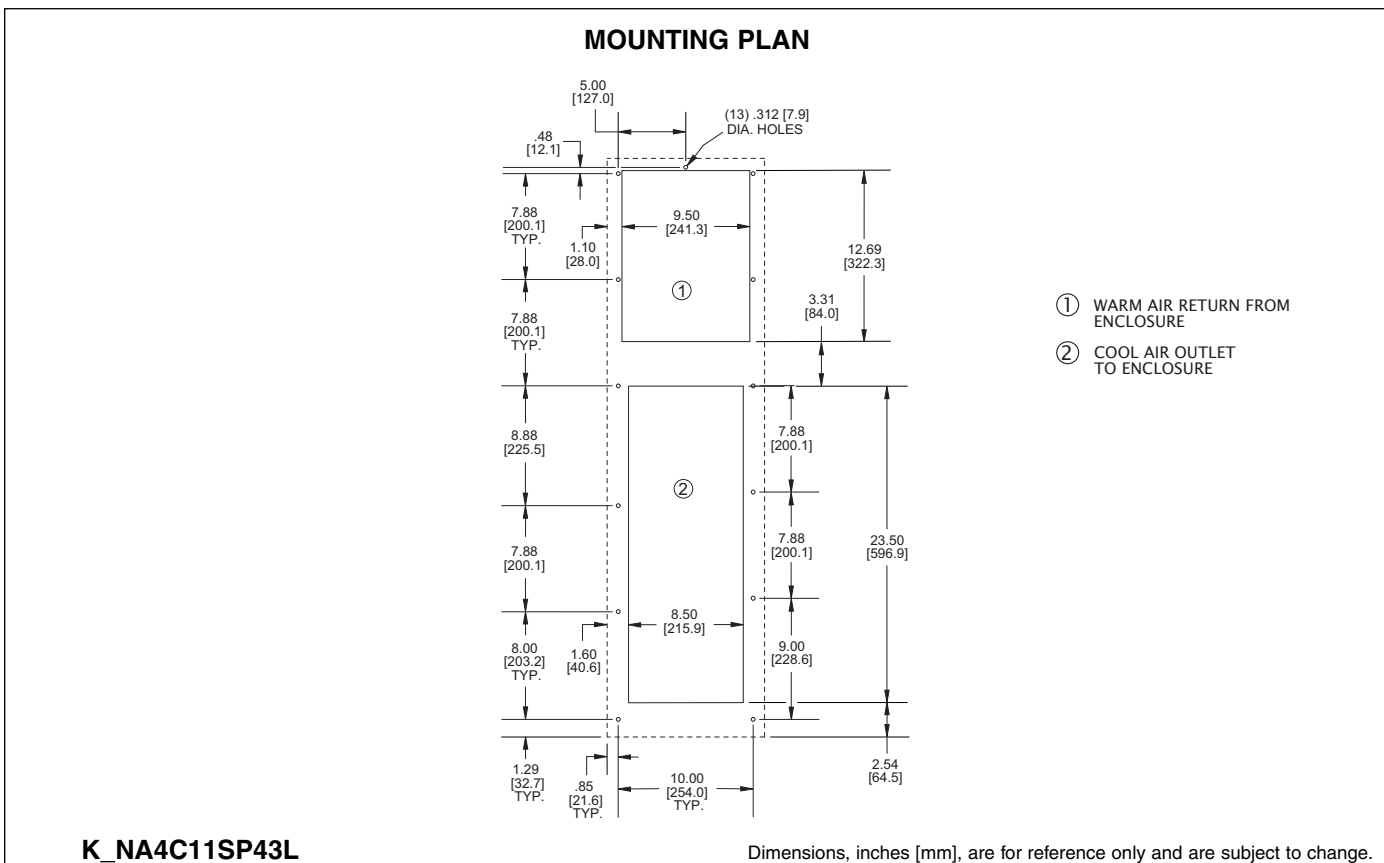 MOUNTING PLAN
5.00
[127.0]
(13) .312 [7.9]
DIA. HOLES
.48
[12.1]
7.88
[200.1]
TYP.
9.50
[241.3]
1.10
[28.0]
12.69
[322.3]
1
3.31
[84.0]
1 WARM AIR RETURN FROM
ENCLOSURE
2 COOL AIR OUTLET
TO ENCLOSURE
7.88
[200.1]
TYP.
8.88
[225.5]
7.88
[200.1]
2
7.88
[200.1]
7.88
[200.1]
23.50
[596.9]
8.50
[215.9]
8.00
[203.2]
TYP.
1.60
[40.6]
9.00
[228.6]
1.29
[32.7]
TYP.
.85
[21.6]
TYP.
10.00
[254.0]
TYP.
2.54
[64.5]
K_NA4C11SP43L
Dimensions, inches [mm], are for reference only and are subject to change.